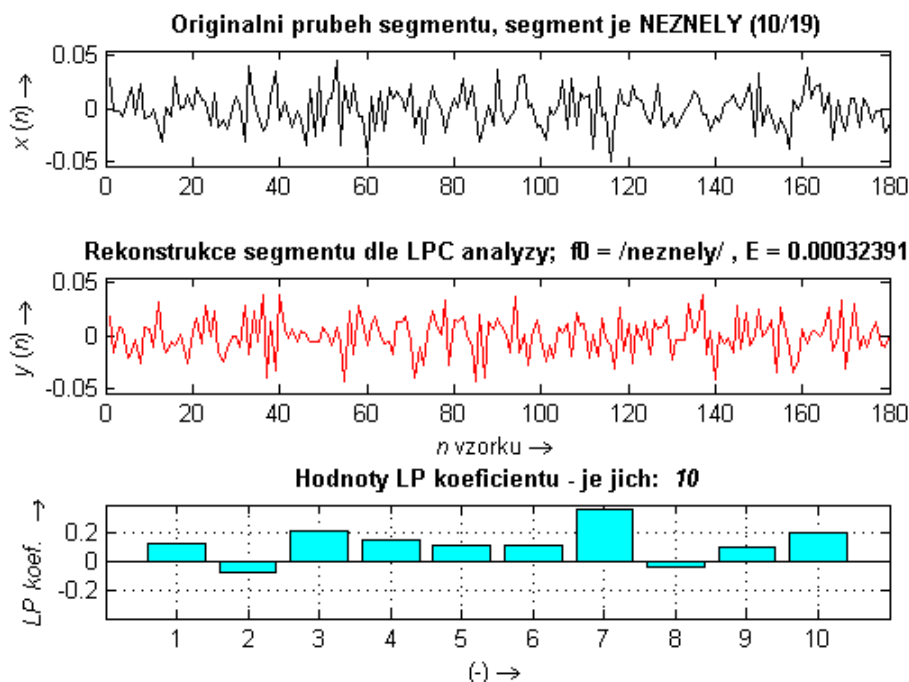 Originalni prubeh segmentu, segment je NEZNELY (10/19)
x (n) →
0.05
0
-0.05
0 20 40 60 80 100 120 140 160 180
Rekonstrukce segmentu dle LPC analyzy; f0 = /neznely/ , E = 0.00032391
y (n) →
0.05
0
-0.05
0 20 40 60 80 100 120 140 160 180
n vzorku →
Hodnoty LP koeficientu - je jich: 10
LP koef. →
0.2
0
-0.2
1 2 3 4 5 6 7 8 9 10
(-) →